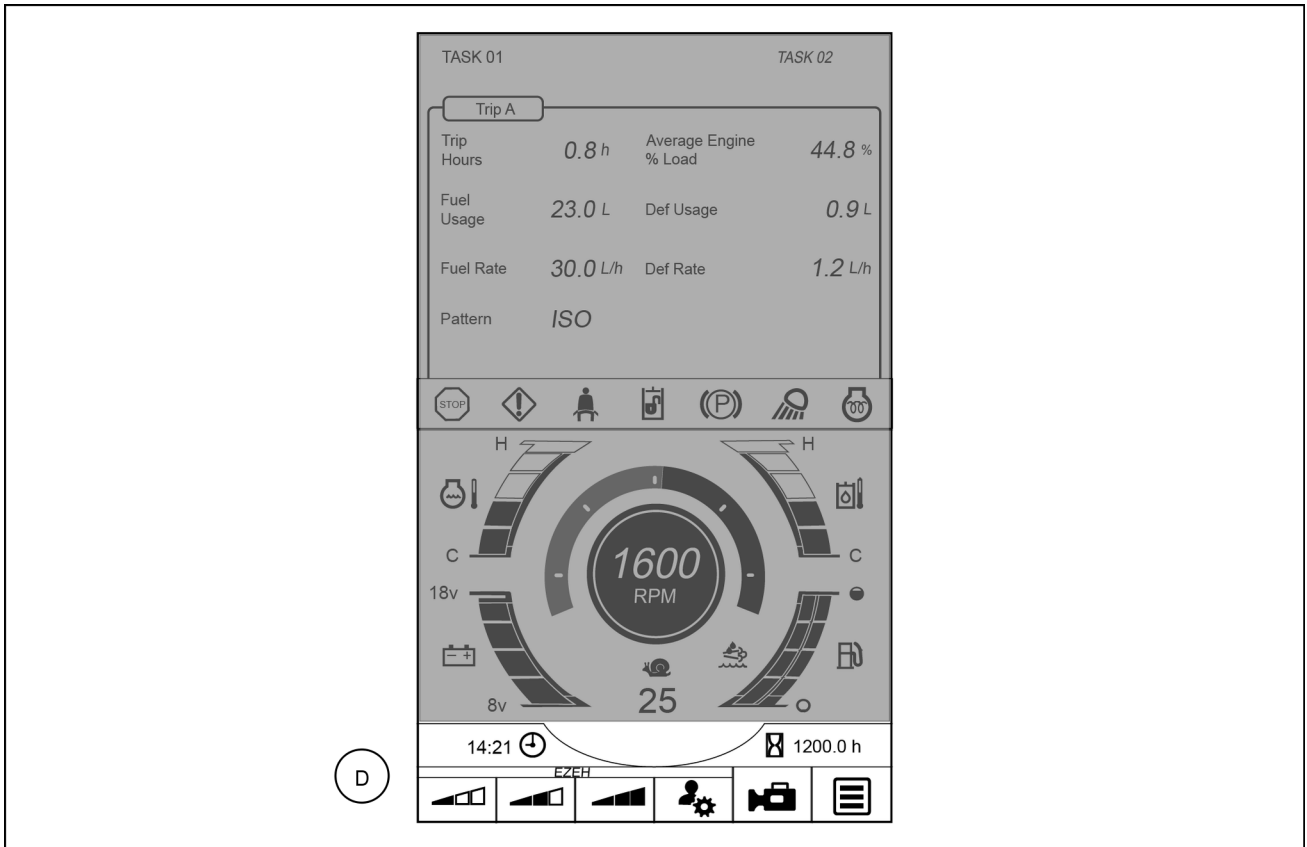 TASK 01 TASK 02
Trip A
Trip Hours 0.8 h Average Engine % Load 44.8 %
Fuel Usage 23.0 L Def Usage 0.9 L
Fuel Rate 30.0 L/h Def Rate 1.2 L/h
Pattern ISO
STOP P
H H
C C
1600
RPM
18v
8v
25
14:21 1200.0 h
D
EZEH